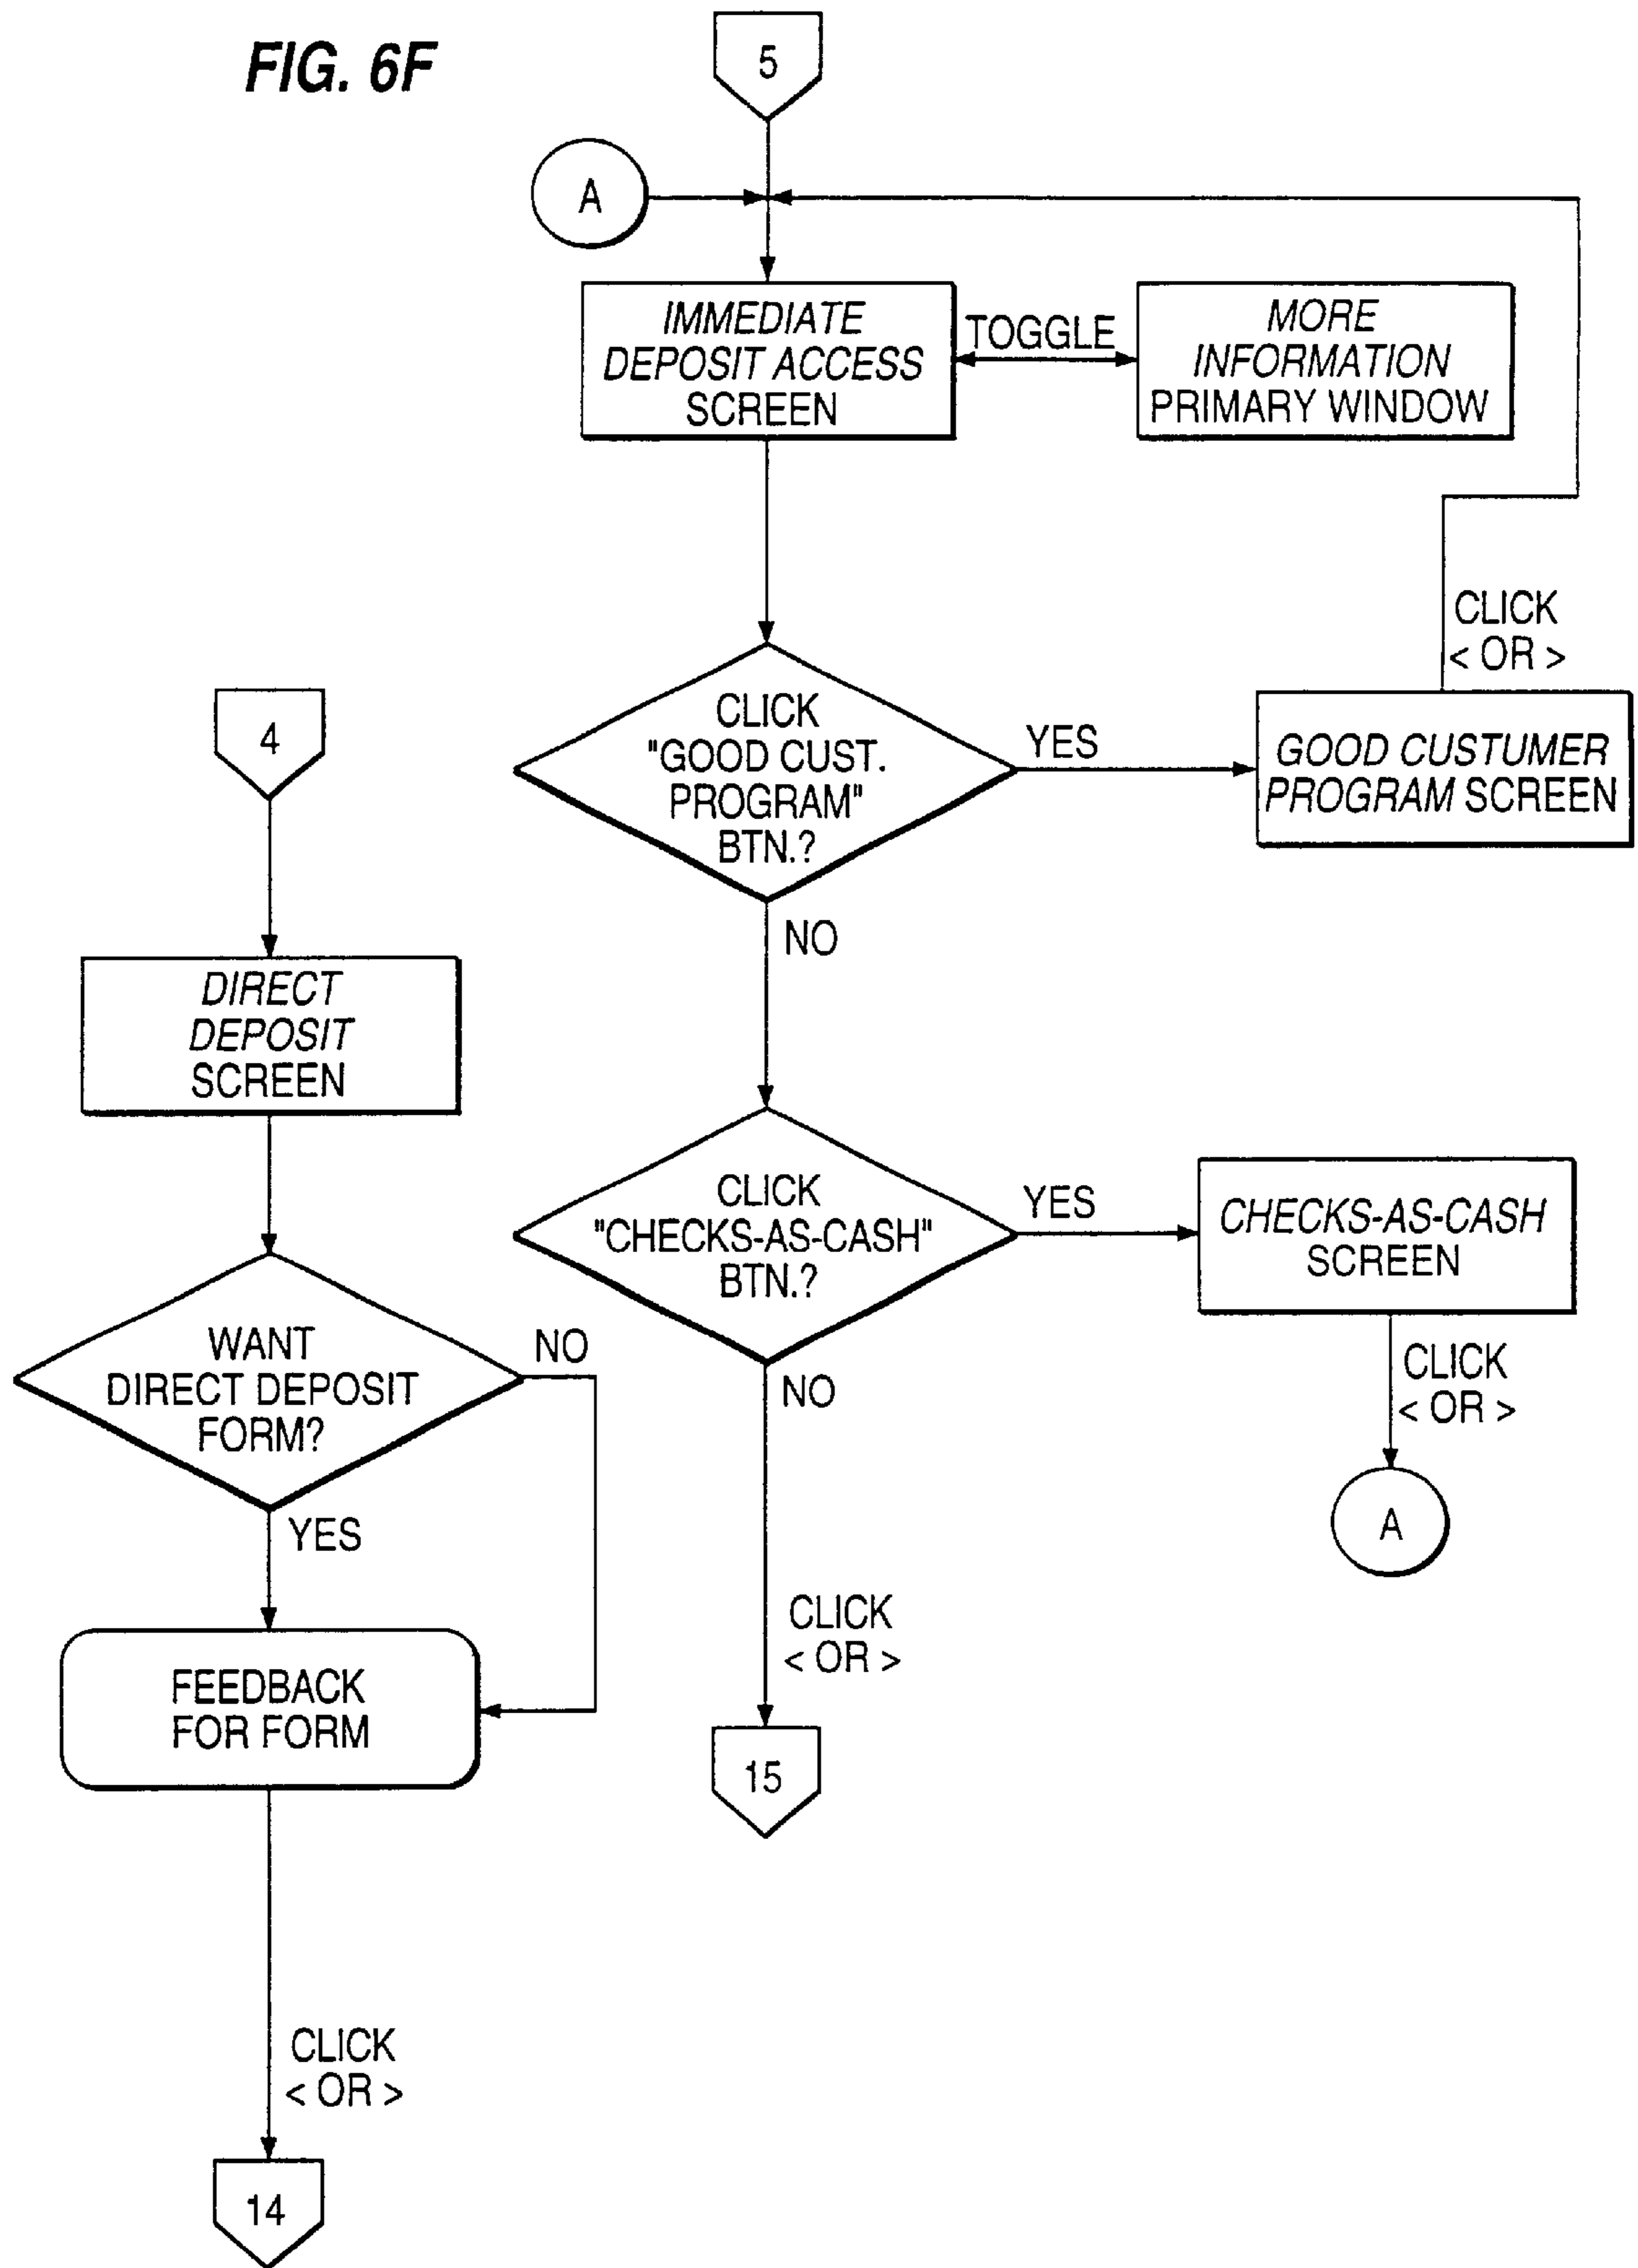 FIG. 6F
5
A
IMMEDIATE
DEPOSIT ACCESS
SCREEN
TOGGLE
MORE
INFORMATION
PRIMARY WINDOW
CLICK
< OR >
CLICK
"GOOD CUST.
PROGRAM"
BTN.?
YES
GOOD CUSTUMER
PROGRAM SCREEN
NO
4
DIRECT
DEPOSIT
SCREEN
CLICK
"CHECKS-AS-CASH"
BTN.?
YES
CHECKS-AS-CASH
SCREEN
CLICK
< OR >
A
NO
CLICK
< OR >
15
WANT
DIRECT DEPOSIT
FORM?
NO
YES
FEEDBACK
FOR FORM
CLICK
< OR >
14